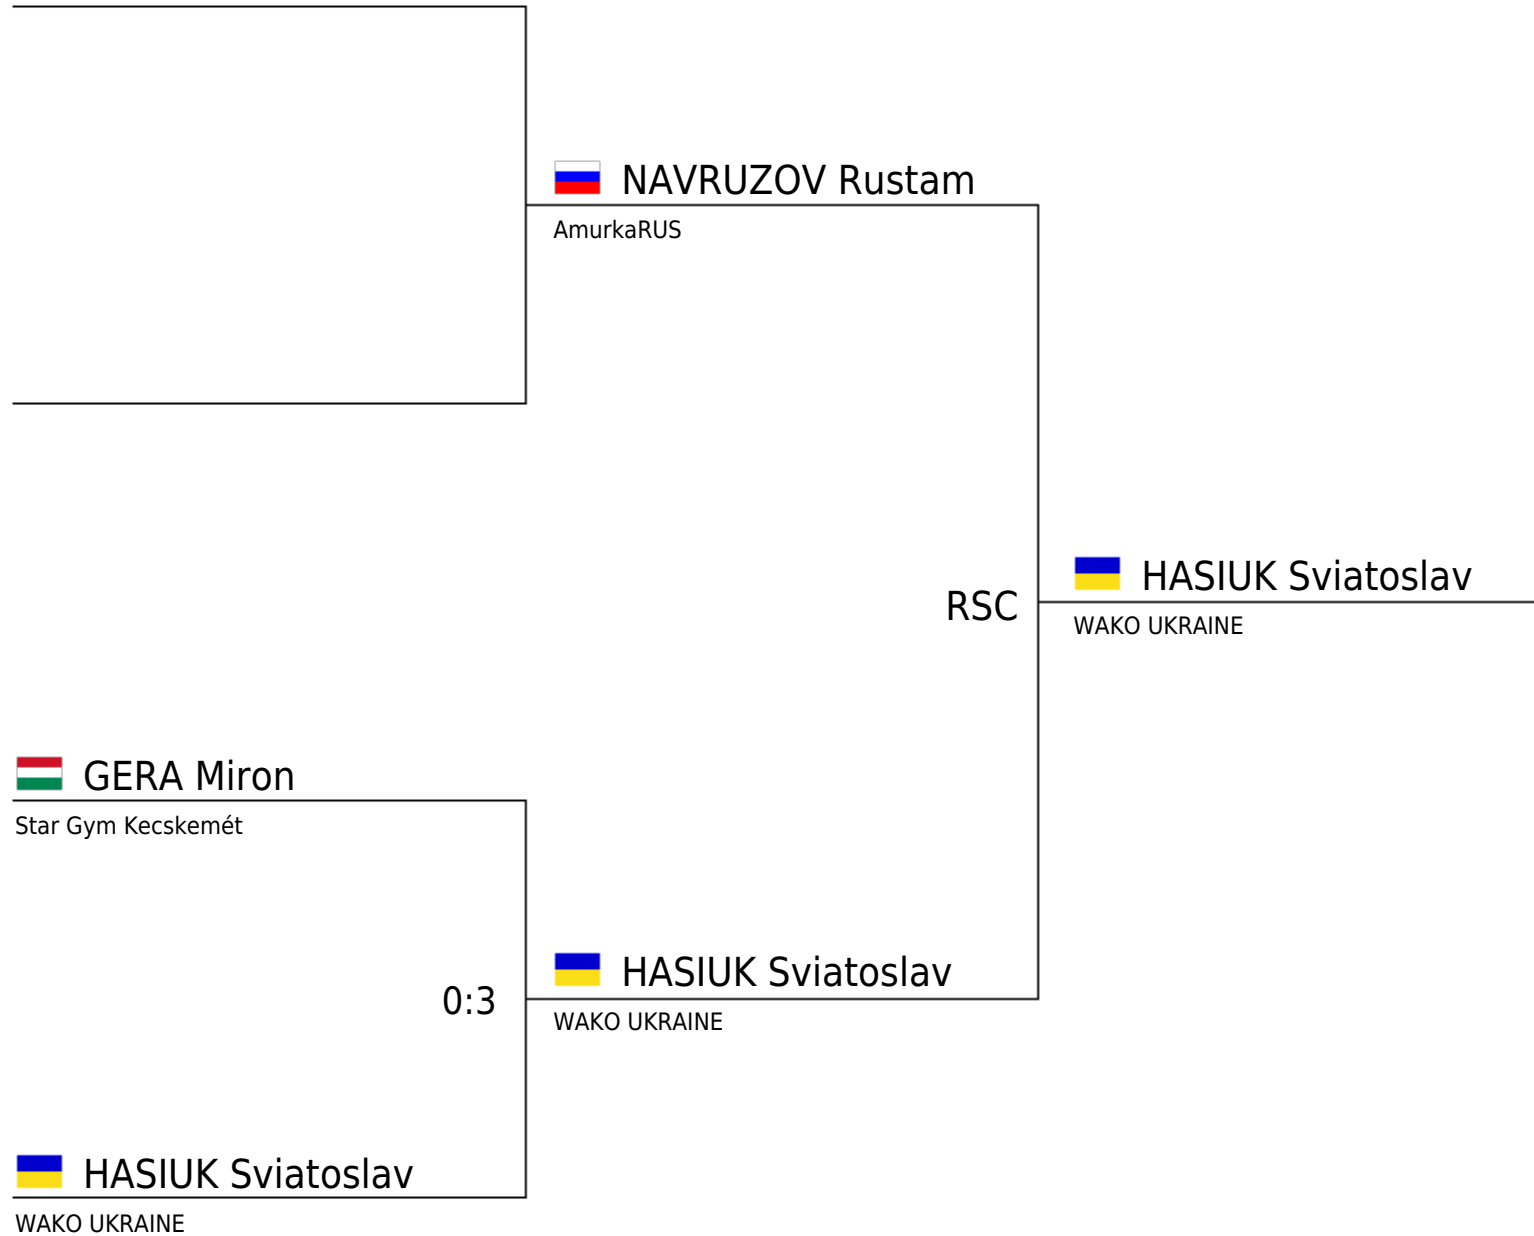 NAVRUZOV Rustam
AmurkaRUS
HASIUK Sviatoslav
RSC
WAKO UKRAINE
GERA Miron
Star Gym Kecskemét
HASIUK Sviatoslav
0:3
WAKO UKRAINE
HASIUK Sviatoslav
WAKO UKRAINE